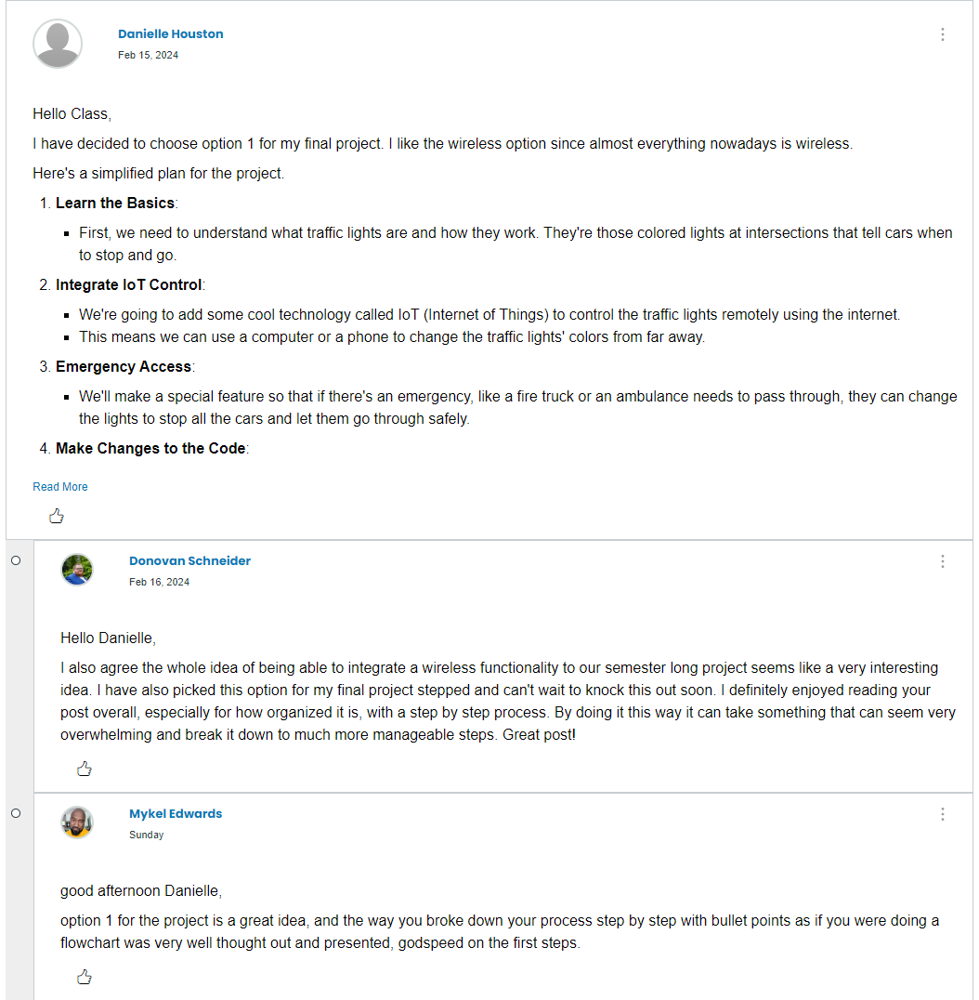 Danielle Houston
Feb 15, 2024
Hello Class,
I have decided to choose option 1 for my final project. I like the wireless option since almost everything nowadays is wireless.
Here's a simplified plan for the project.
1. Learn the Basics:
▪ First, we need to understand what traffic lights are and how they work. They're those colored lights at intersections that tell cars when
to stop and go.
2. Integrate IoT Control:
▪ We're going to add some cool technology called IoT (Internet of Things) to control the traffic lights remotely using the internet.
▪ This means we can use a computer or a phone to change the traffic lights' colors from far away.
3. Emergency Access:
▪ We'll make a special feature so that if there's an emergency, like a fire truck or an ambulance needs to pass through, they can change
the lights to stop all the cars and let them go through safely.
4. Make Changes to the Code:
Read More
Donovan Schneider
Feb 16, 2024
Hello Danielle,
I also agree the whole idea of being able to integrate a wireless functionality to our semester long project seems like a very interesting
idea. I have also picked this option for my final project stepped and can't wait to knock this out soon. I definitely enjoyed reading your
post overall, especially for how organized it is, with a step by step process. By doing it this way it can take something that can seem very
overwhelming and break it down to much more manageable steps. Great post!
Mykel Edwards
Sunday
good afternoon Danielle,
option 1 for the project is a great idea, and the way you broke down your process step by step with bullet points as if you were doing a
flowchart was very well thought out and presented, godspeed on the first steps.